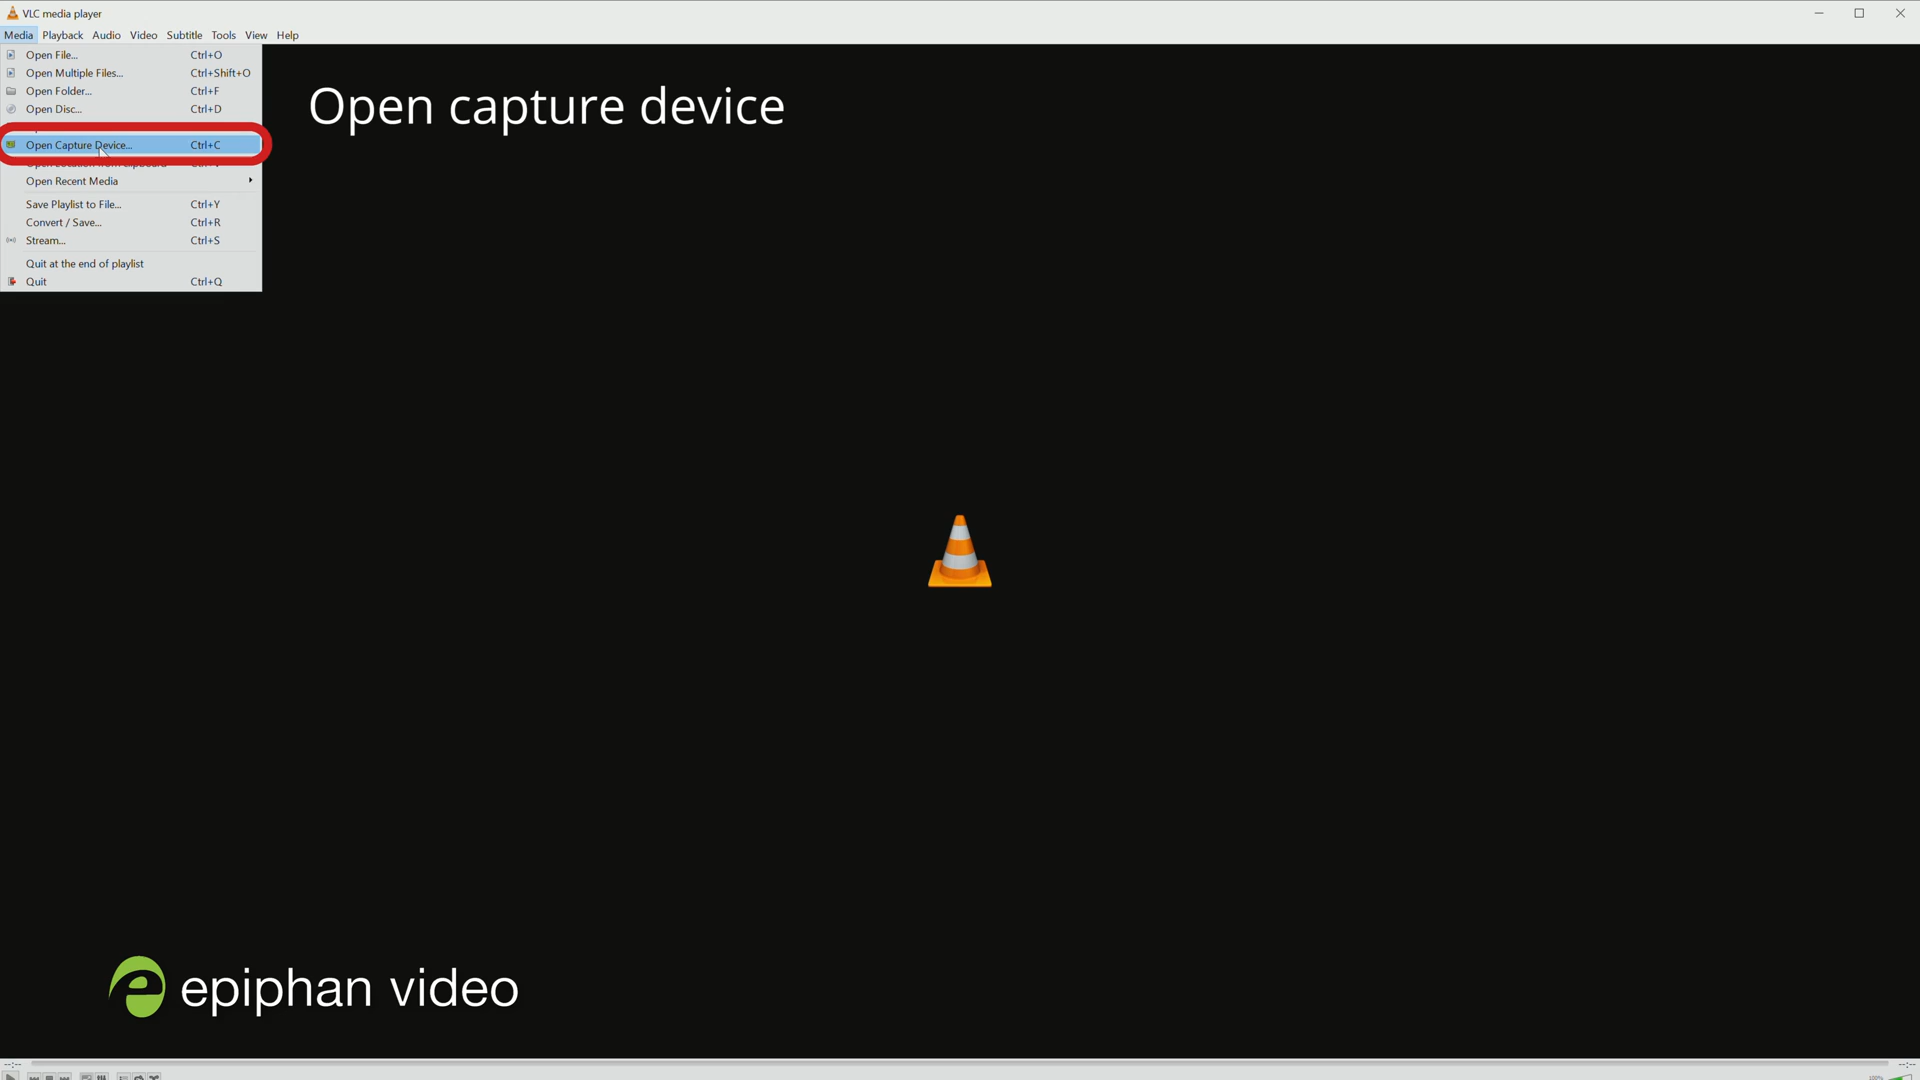 VLC media player
Media Playback Audio Video Subtitle Tools View Help
Open File... Ctrl+O
Open Multiple Files... Ctrl+Shift+O
Open Folder... Ctrl+F
Open Disc... Ctrl+D
Open Capture Device... Ctrl+C
Open Recent Media
Save Playlist to File... Ctrl+Y
Convert / Save... Ctrl+R
Stream... Ctrl+S
Quit at the end of playlist
Quit Ctrl+Q
Open capture device
epiphan video
--:-- --:--
100%